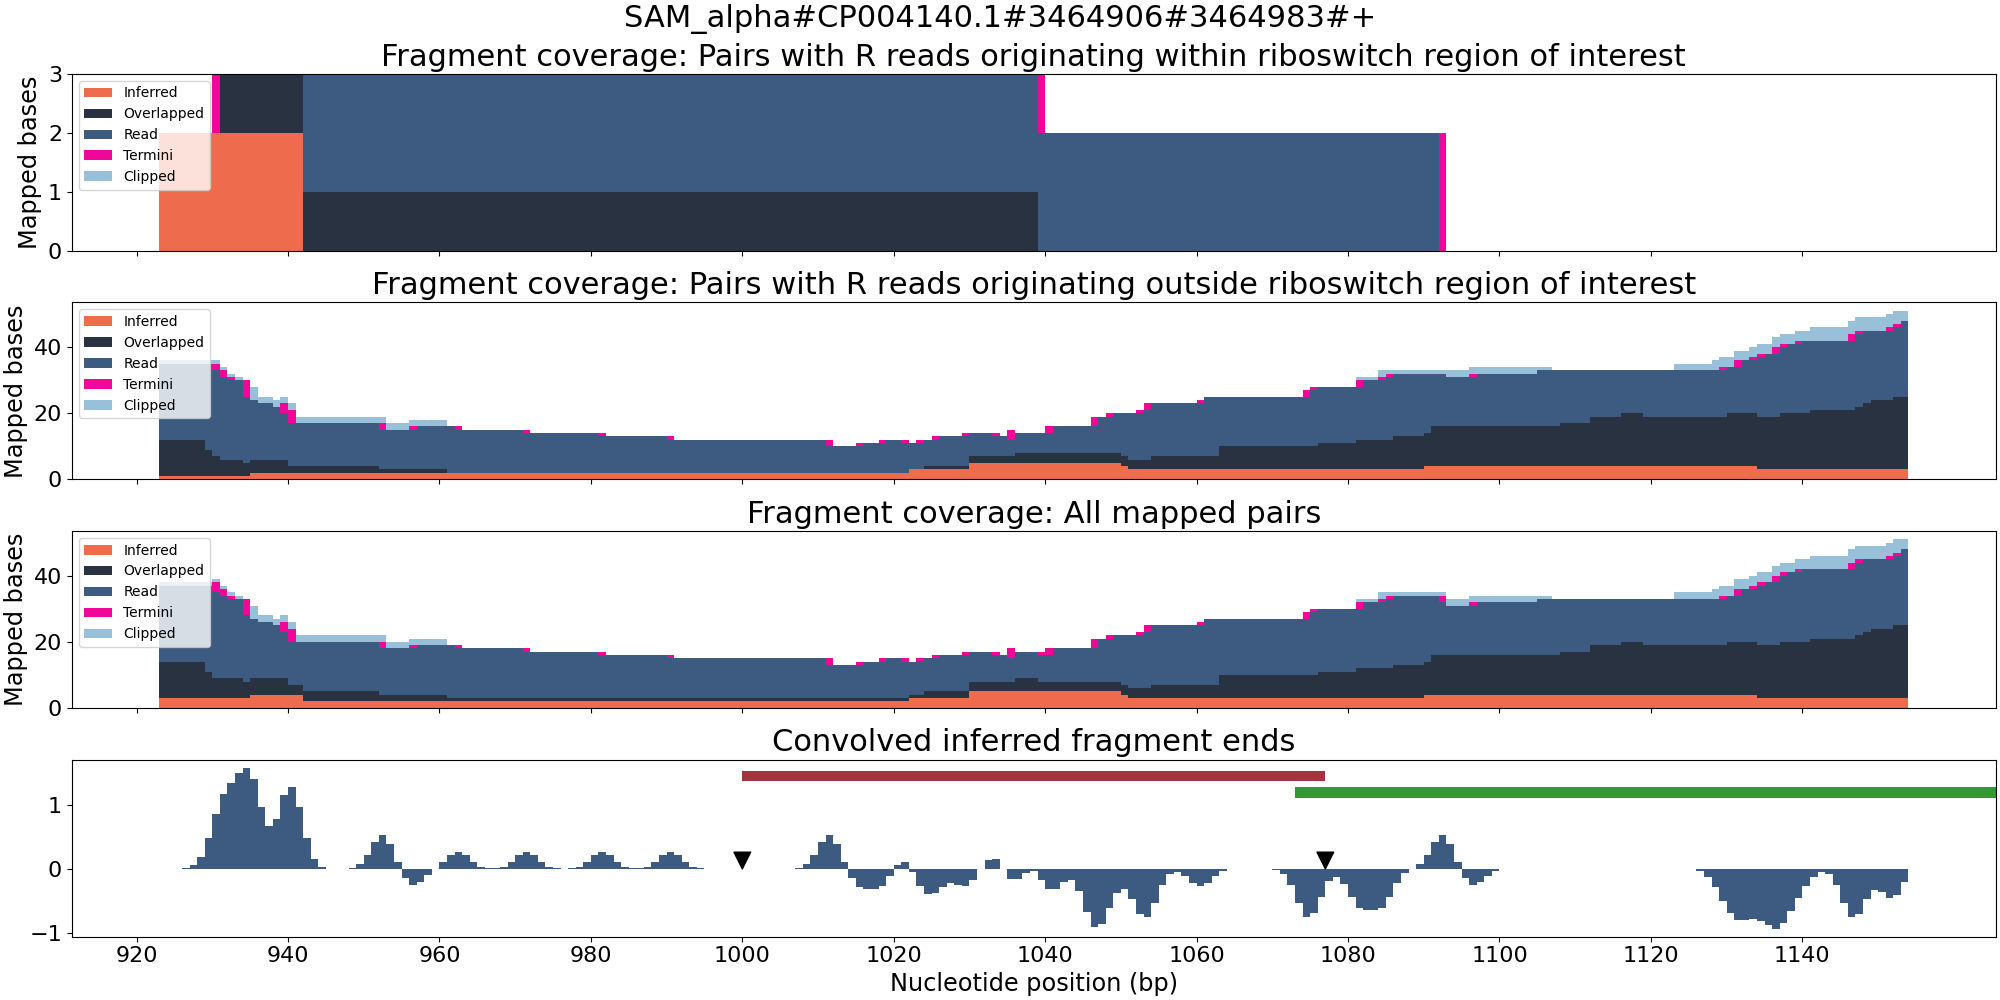 SAM_alpha#CP004140.1#3464906#3464983#+
Fragment coverage: Pairs with R reads originating within riboswitch region of interest
Mapped bases
3
2
1
0
Inferred
Overlapped
Read
Termini
Clipped
Fragment coverage: Pairs with R reads originating outside riboswitch region of interest
Mapped bases
40
20
0
Inferred
Overlapped
Read
Termini
Clipped
Fragment coverage: All mapped pairs
Mapped bases
40
20
0
Inferred
Overlapped
Read
Termini
Clipped
Convolved inferred fragment ends
1
0
−1
920 940 960 980 1000 1020 1040 1060 1080 1100 1120 1140
Nucleotide position (bp)